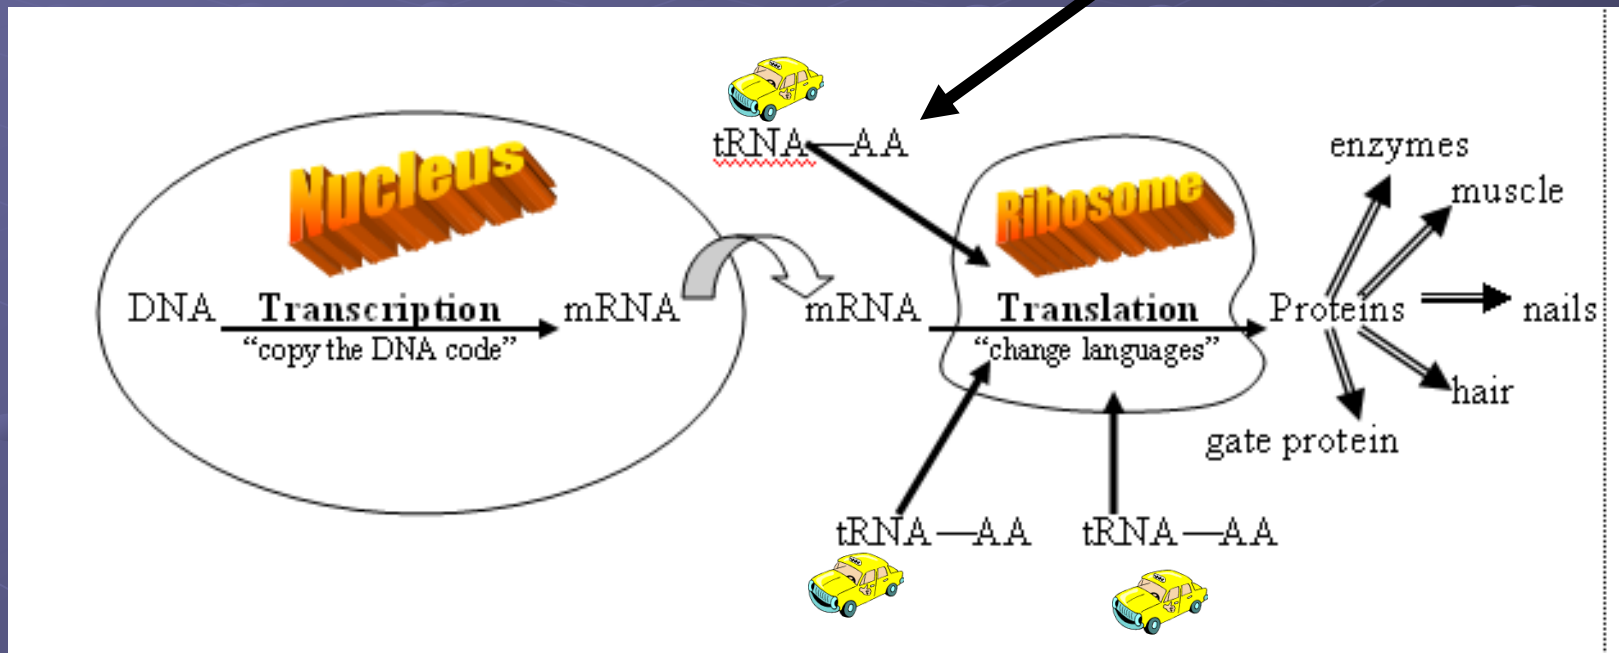 tRNA—AA
Nucleus
Ribosome
enzymes
muscle
DNA Transcription mRNA mRNA Translation Proteins nails
"copy the DNA code" "change languages"
hair
gate protein
tRNA—AA tRNA—AA